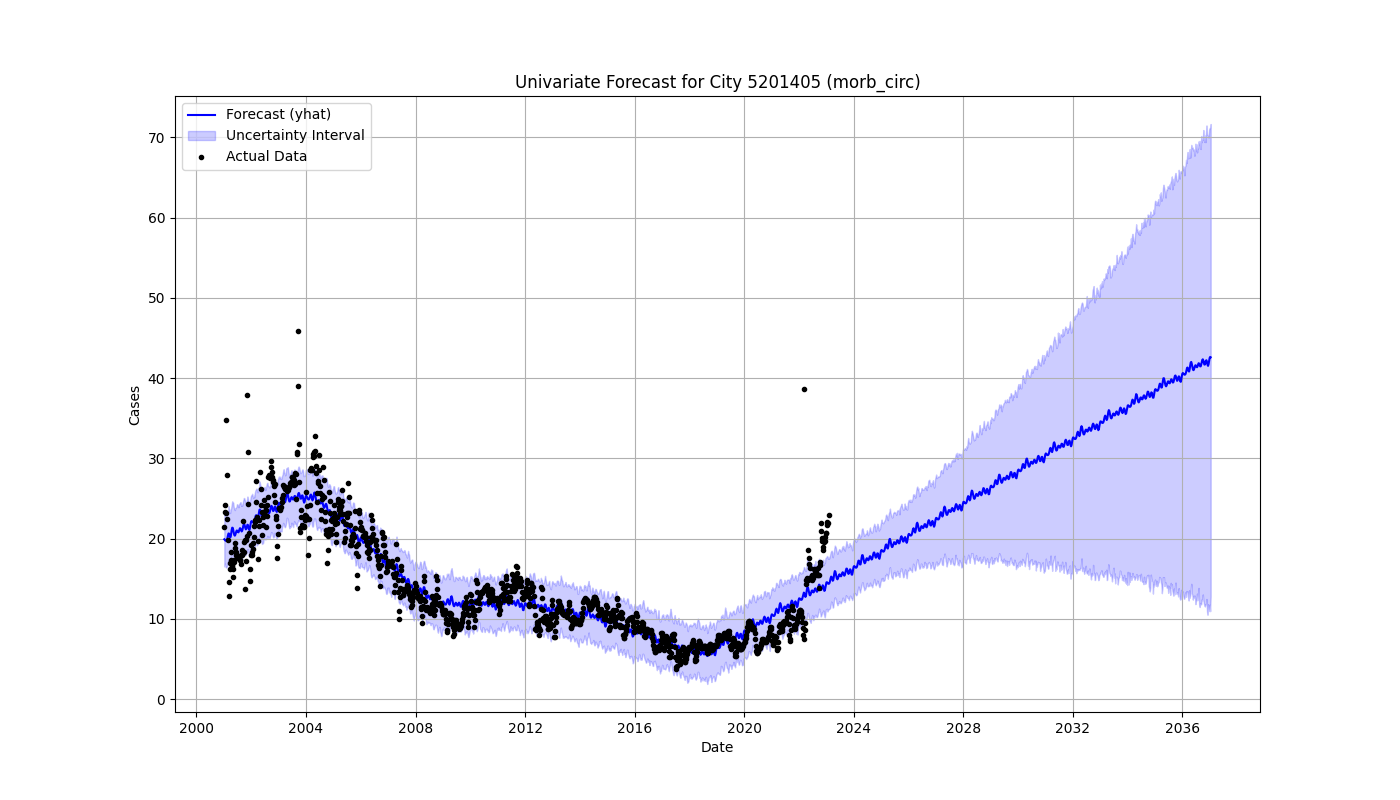 Univariate Forecast for City 5201405 (morb_circ)
Forecast (yhat)
Uncertainty Interval
Actual Data
Cases
70
60
50
40
30
20
10
0
2000 2004 2008 2012 2016 2020 2024 2028 2032 2036
Date